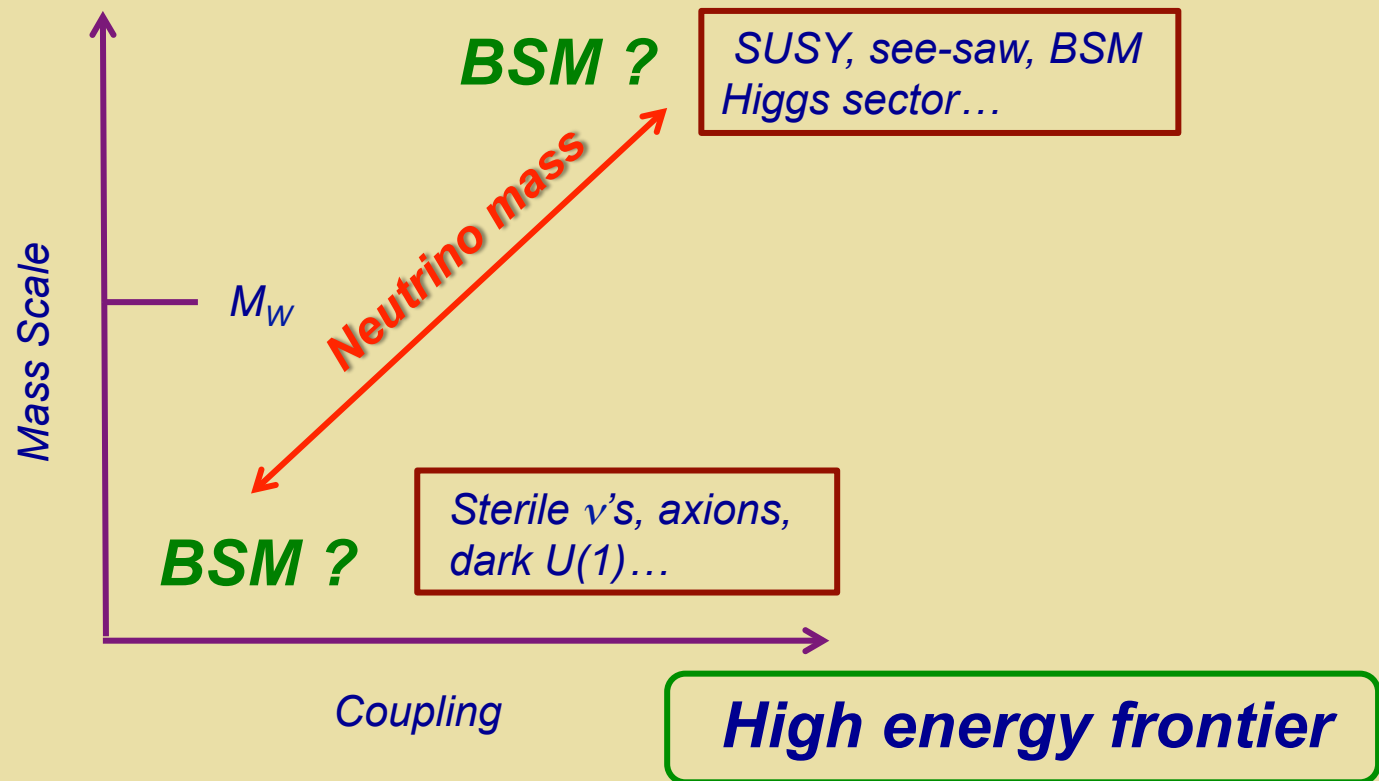 BSM ?
SUSY, see-saw, BSM
Higgs sector…
Neutrino mass
Mass Scale
M_W
Sterile ν’s, axions,
dark U(1)…
BSM ?
Coupling
High energy frontier